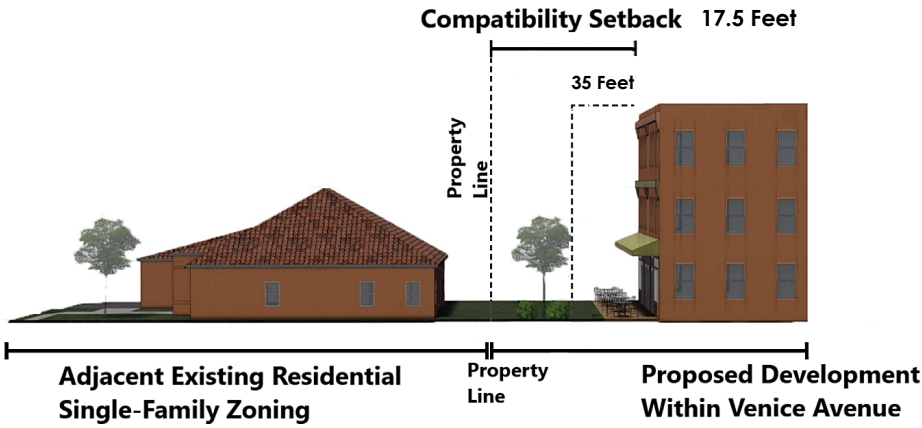 Compatibility Setback 17.5 Feet
35 Feet
Property
Line
Adjacent Existing Residential
Single-Family Zoning
Property
Line
Proposed Development
Within Venice Avenue